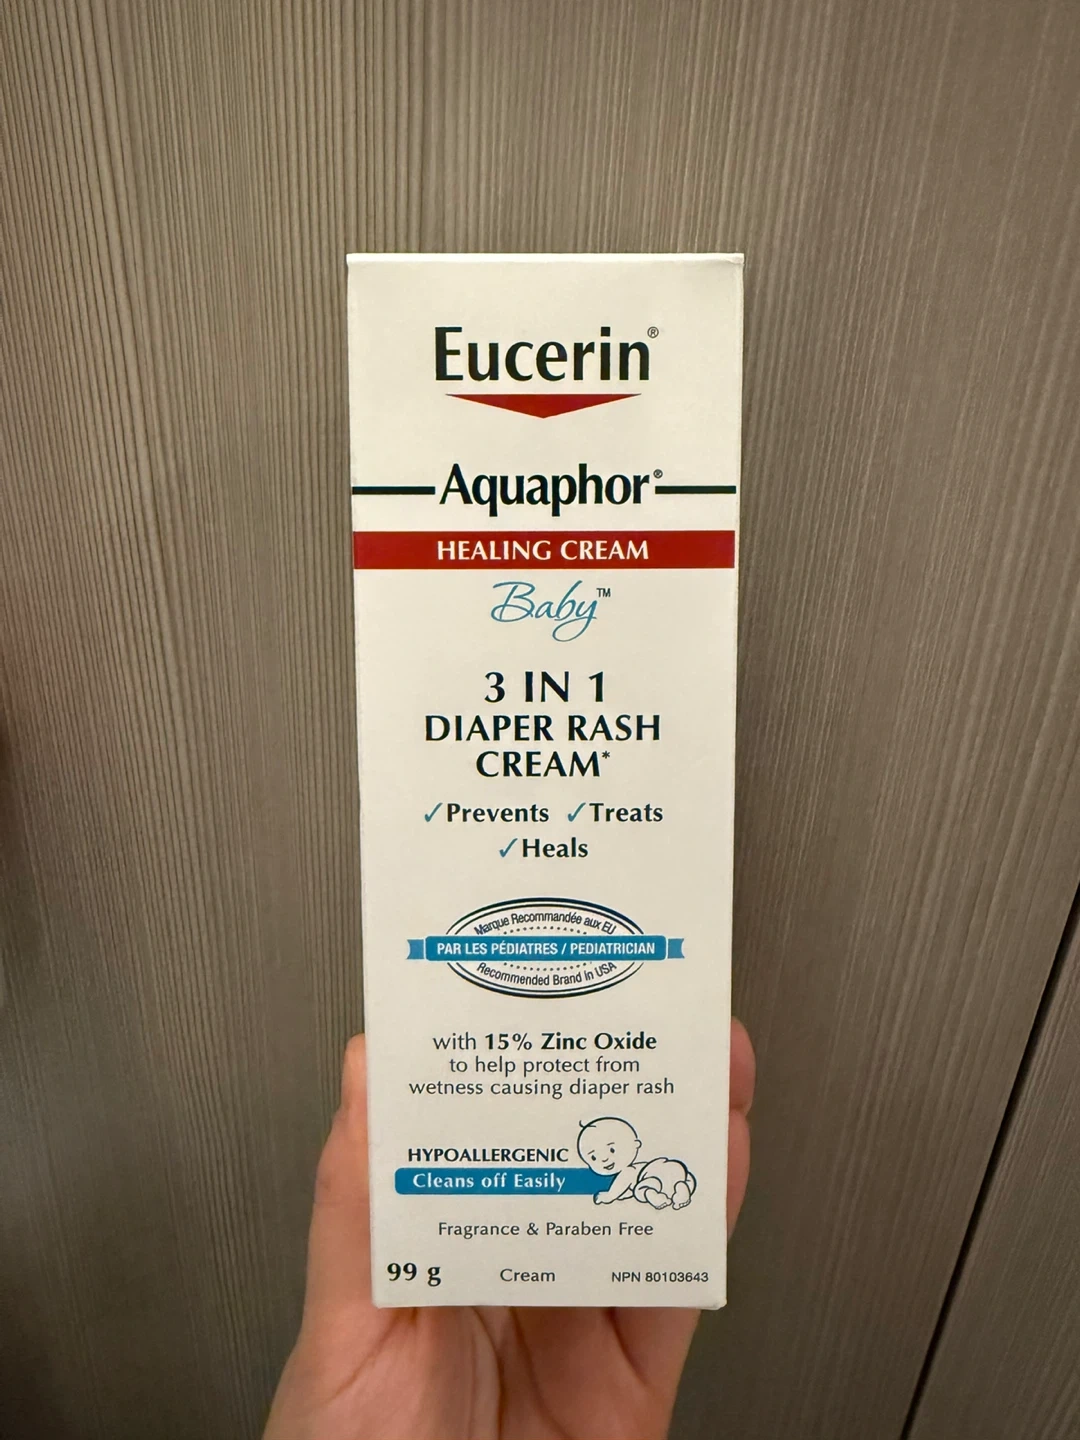 Eucerin®
Aquaphor®
HEALING CREAM
Baby™
3 IN 1
DIAPER RASH
CREAM*
✓Prevents ✓Treats
✓Heals
Marque Recommandée aux EU
PAR LES PÉDIATRES / PEDIATRICIAN
Recommended Brand in USA
with 15% Zinc Oxide
to help protect from
wetness causing diaper rash
HYPOALLERGENIC
Cleans off Easily
Fragrance & Paraben Free
99 g Cream NPN 80103643